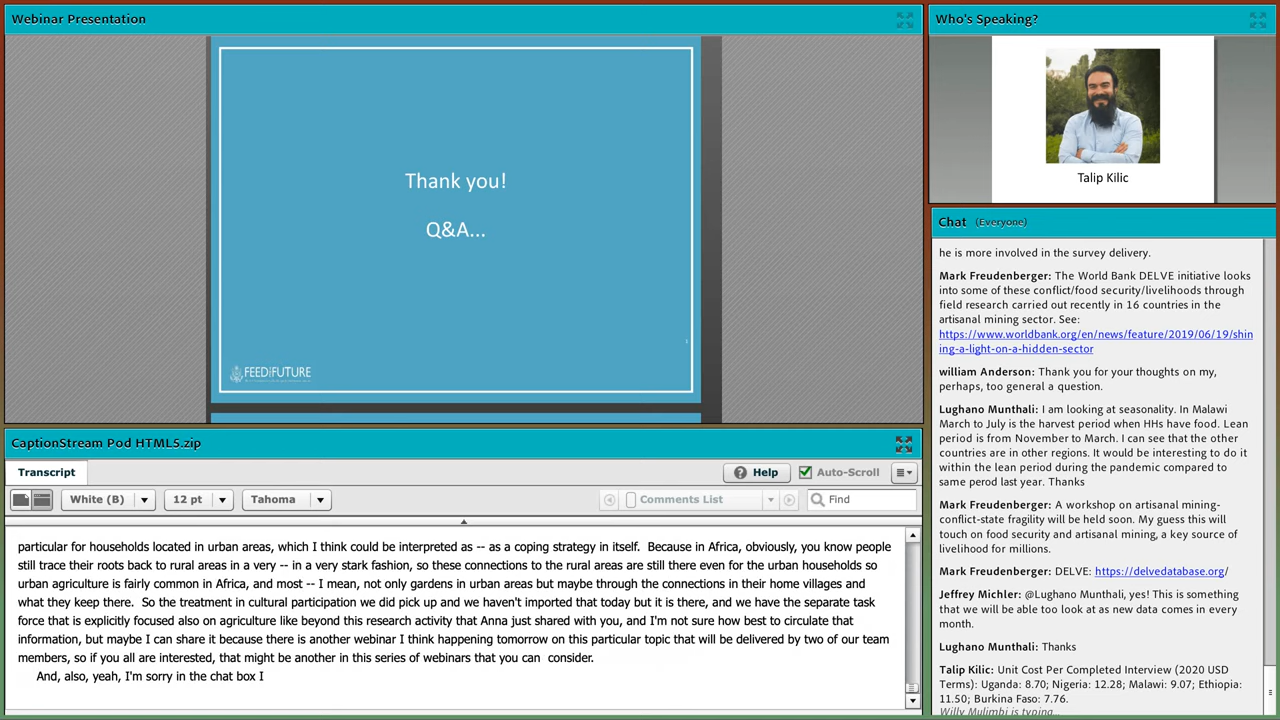 Webinar Presentation
Thank you!
Q&A...
FEED THE FUTURE
Who's Speaking?
Talip Kilic
Chat (Everyone)
he is more involved in the survey delivery.
Mark Freudenberger: The World Bank DELVE initiative looks
into some of these conflict/food security/livelihoods through
field research carried out recently in 16 countries in the
artisanal mining sector. See:
https://www.worldbank.org/en/news/feature/2019/06/19/shin
ing-a-light-on-a-hidden-sector
william Anderson: Thank you for your thoughts on my,
perhaps, too general a question.
Lughano Munthali: I am looking at seasonality. In Malawi
March to July is the harvest period when HHs have food. Lean
period is from November to March. I can see that the other
countries are in other regions. It would be interesting to do it
within the lean period during the pandemic compared to
same perod last year. Thanks
Mark Freudenberger: A workshop on artisanal mining-
conflict-state fragility will be held soon. My guess this will
touch on food security and artisanal mining, a key source of
livelihood for millions.
Mark Freudenberger: DELVE: https://delvedatabase.org/
Jeffrey Michler: @Lughano Munthali, yes! This is something
that we will be able too look at as new data comes in every
month.
Lughano Munthali: Thanks
Talip Kilic: Unit Cost Per Completed Interview (2020 USD
Terms): Uganda: 8.70; Nigeria: 12.28; Malawi: 9.07; Ethiopia:
11.50; Burkina Faso: 7.76.
Willy Mulimbi is typing...
CaptionStream Pod HTML5.zip
Transcript
Help
Auto-Scroll
White (B)
12 pt
Tahoma
Comments List
Find
particular for households located in urban areas, which I think could be interpreted as -- as a coping strategy in itself. Because in Africa, obviously, you know people
still trace their roots back to rural areas in a very -- in a very stark fashion, so these connections to the rural areas are still there even for the urban households so
urban agriculture is fairly common in Africa, and most -- I mean, not only gardens in urban areas but maybe through the connections in their home villages and
what they keep there. So the treatment in cultural participation we did pick up and we haven't imported that today but it is there, and we have the separate task
force that is explicitly focused also on agriculture like beyond this research activity that Anna just shared with you, and I'm not sure how best to circulate that
information, but maybe I can share it because there is another webinar I think happening tomorrow on this particular topic that will be delivered by two of our team
members, so if you all are interested, that might be another in this series of webinars that you can consider.
And, also, yeah, I'm sorry in the chat box I